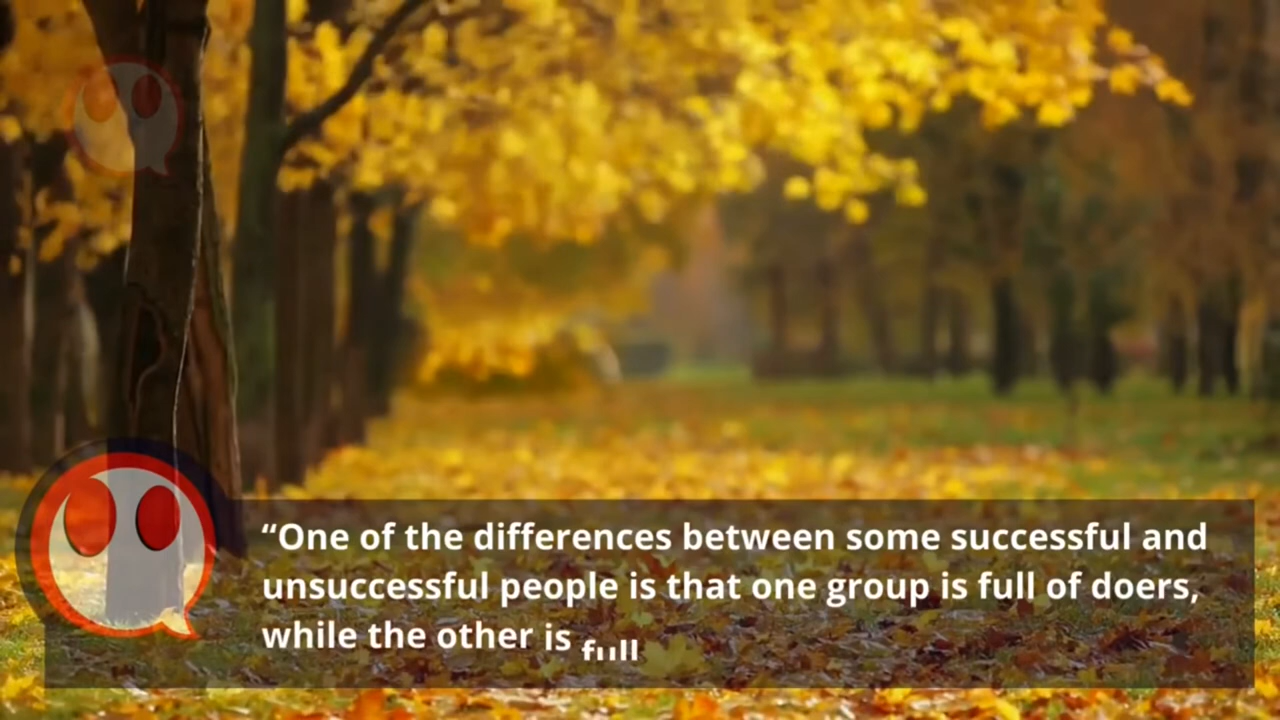 “One of the differences between some successful and
unsuccessful people is that one group is full of doers,
while the other is full